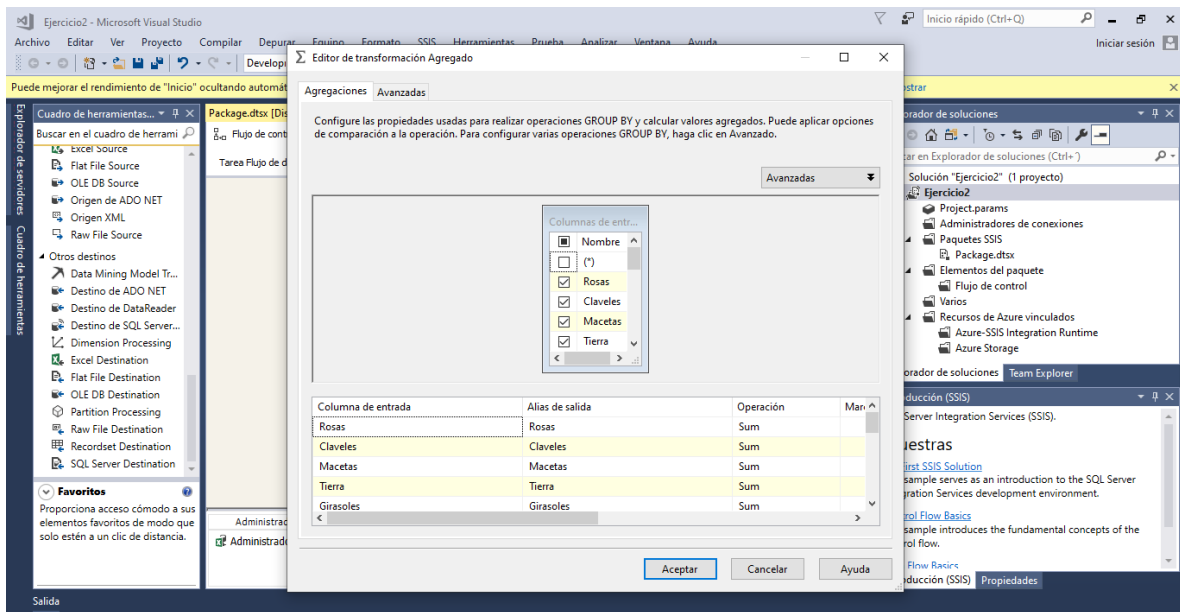 Ejercicio2 - Microsoft Visual Studio
Inicio rápido (Ctrl+Q)
Archivo Editar Ver Proyecto Compilar Depurar Equipo Formato SSIS Herramientas Prueba Analizar Ventana Ayuda
Iniciar sesión
Develop
Puede mejorar el rendimiento de "Inicio" ocultando automát
strar
Explorador de servidores
Cuadro de herramientas
Cuadro de herramientas...
Buscar en el cuadro de herrami
Excel Source
Flat File Source
OLE DB Source
Origen de ADO NET
Origen XML
Raw File Source
Otros destinos
Data Mining Model Tr...
Destino de ADO NET
Destino de DataReader
Destino de SQL Server...
Dimension Processing
Excel Destination
Flat File Destination
OLE DB Destination
Partition Processing
Raw File Destination
Recordset Destination
SQL Server Destination
Favoritos
Proporciona acceso cómodo a sus
elementos favoritos de modo que
solo estén a un clic de distancia.
Package.dtsx [Dis
Flujo de cont
Tarea Flujo de d
Administrad
Administrado
Editor de transformación Agregado
Agregaciones Avanzadas
Configure las propiedades usadas para realizar operaciones GROUP BY y calcular valores agregados. Puede aplicar opciones
de comparación a la operación. Para configurar varias operaciones GROUP BY, haga clic en Avanzado.
Avanzadas
Columnas de entr...
Nombre
(*)
Rosas
Claveles
Macetas
Tierra
Columna de entrada Alias de salida Operación Marc
Rosas Rosas Sum
Claveles Claveles Sum
Macetas Macetas Sum
Tierra Tierra Sum
Girasoles Girasoles Sum
Aceptar Cancelar Ayuda
orador de soluciones
car en Explorador de soluciones (Ctrl+´)
Solución "Ejercicio2" (1 proyecto)
Ejercicio2
Project.params
Administradores de conexiones
Paquetes SSIS
Package.dtsx
Elementos del paquete
Flujo de control
Varios
Recursos de Azure vinculados
Azure-SSIS Integration Runtime
Azure Storage
orador de soluciones Team Explorer
ducción (SSIS)
Server Integration Services (SSIS).
uestras
irst SSIS Solution
sample serves as an introduction to the SQL Server
gration Services development environment.
rol Flow Basics
sample introduces the fundamental concepts of the
rol flow.
Flow Basics
ducción (SSIS) Propiedades
Salida